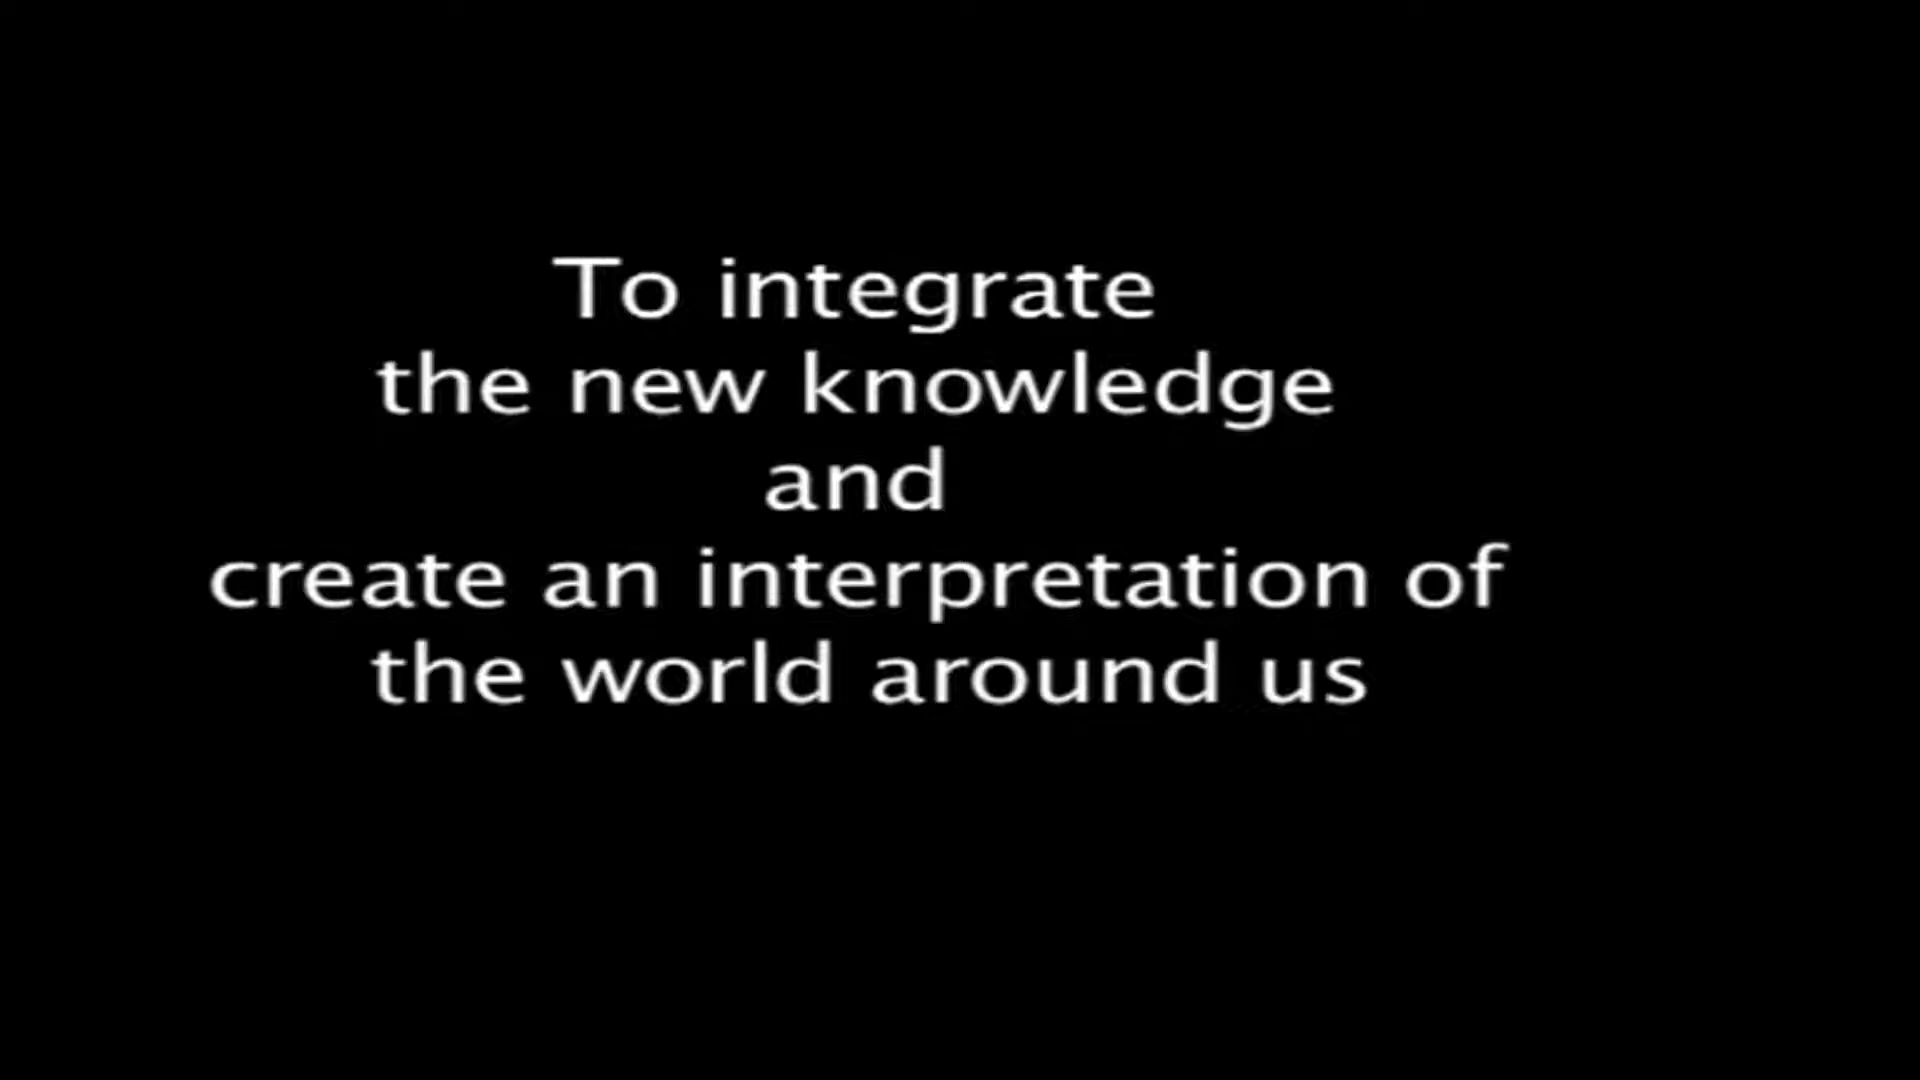 To integrate
the new knowledge
and
create an interpretation of
the world around us